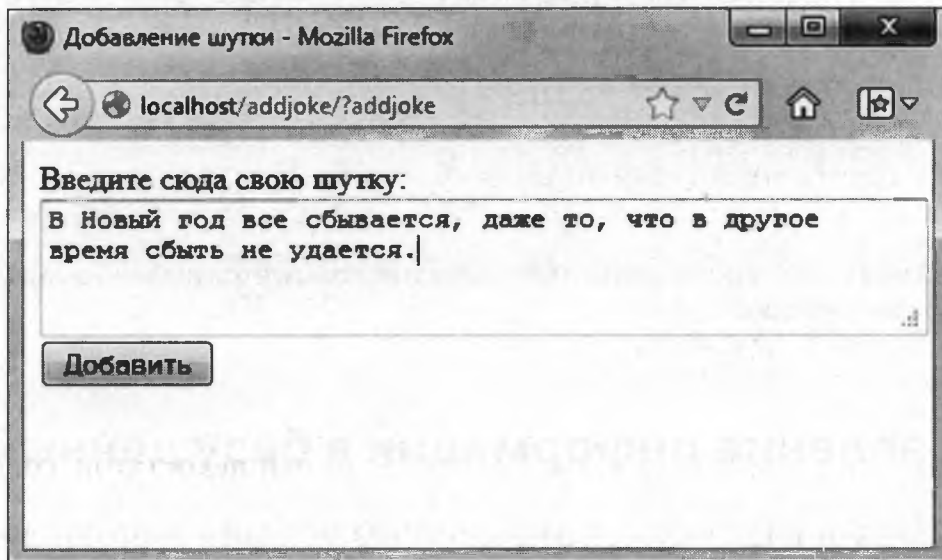 Добавление шутки - Mozilla Firefox
localhost/addjoke/?addjoke
Введите сюда свою шутку:
В Новый год все сбывается, даже то, что в другое
время сбыть не удается.
Добавить